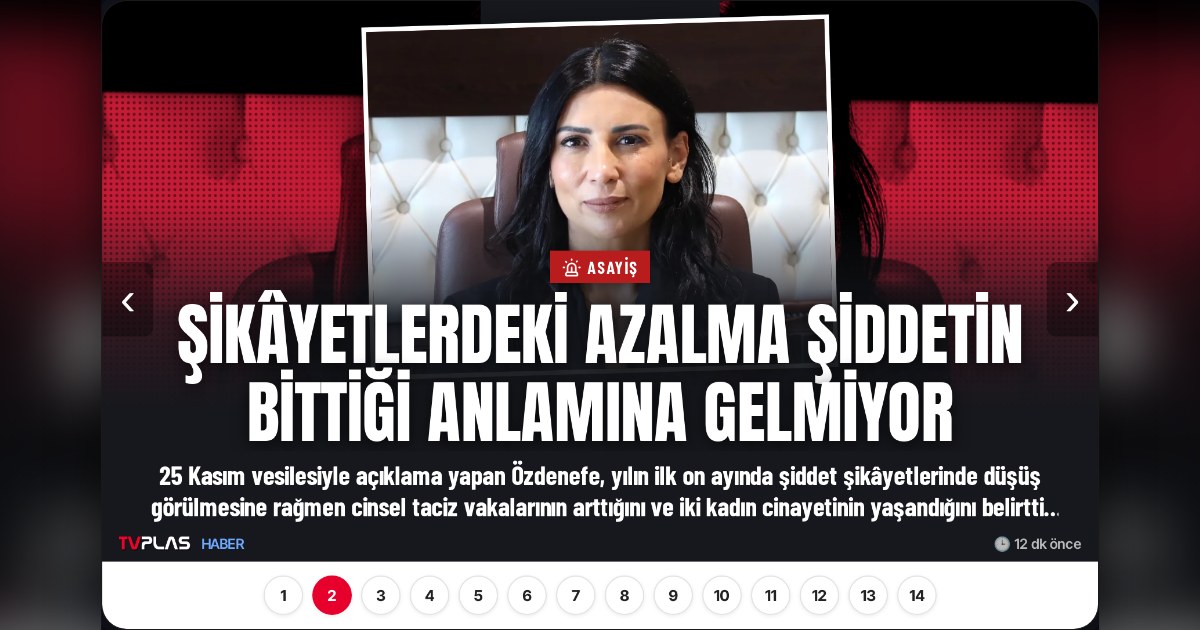 ASAYİŞ
ŞİKÂYETLERDEKİ AZALMA ŞİDDETİN
BİTTİĞİ ANLAMINA GELMİYOR
25 Kasım vesilesiyle açıklama yapan Özdenefe, yılın ilk on ayında şiddet şikâyetlerinde düşüş
görülmesine rağmen cinsel taciz vakalarının arttığını ve iki kadın cinayetinin yaşandığını belirtti...
TVPLAS HABER 12 dk önce
1 2 3 4 5 6 7 8 9 10 11 12 13 14